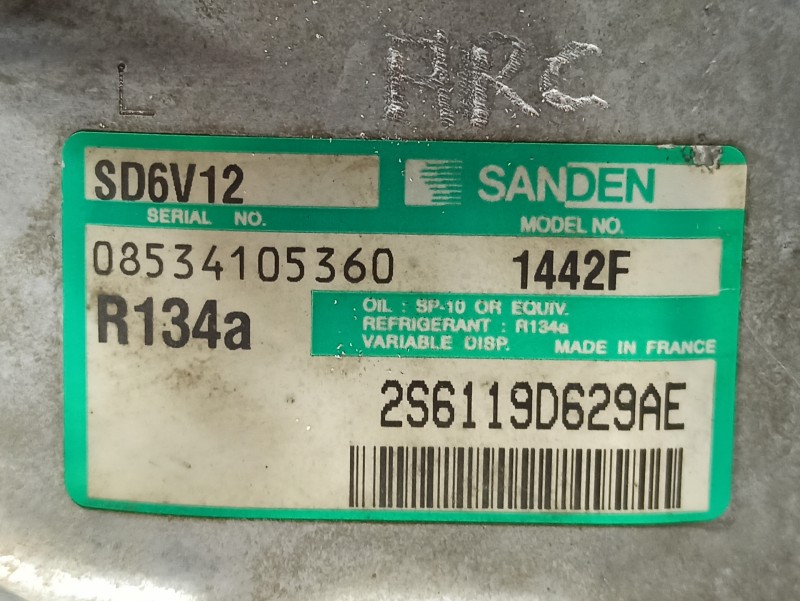 L ARC
SD6V12 SANDEN
SERIAL NO. MODEL NO.
08534105360 1442F
R134a
OIL : SP-10 OR EQUIV.
REFRIGERANT : R134a
VARIABLE DISP. MADE IN FRANCE
2S6119D629AE